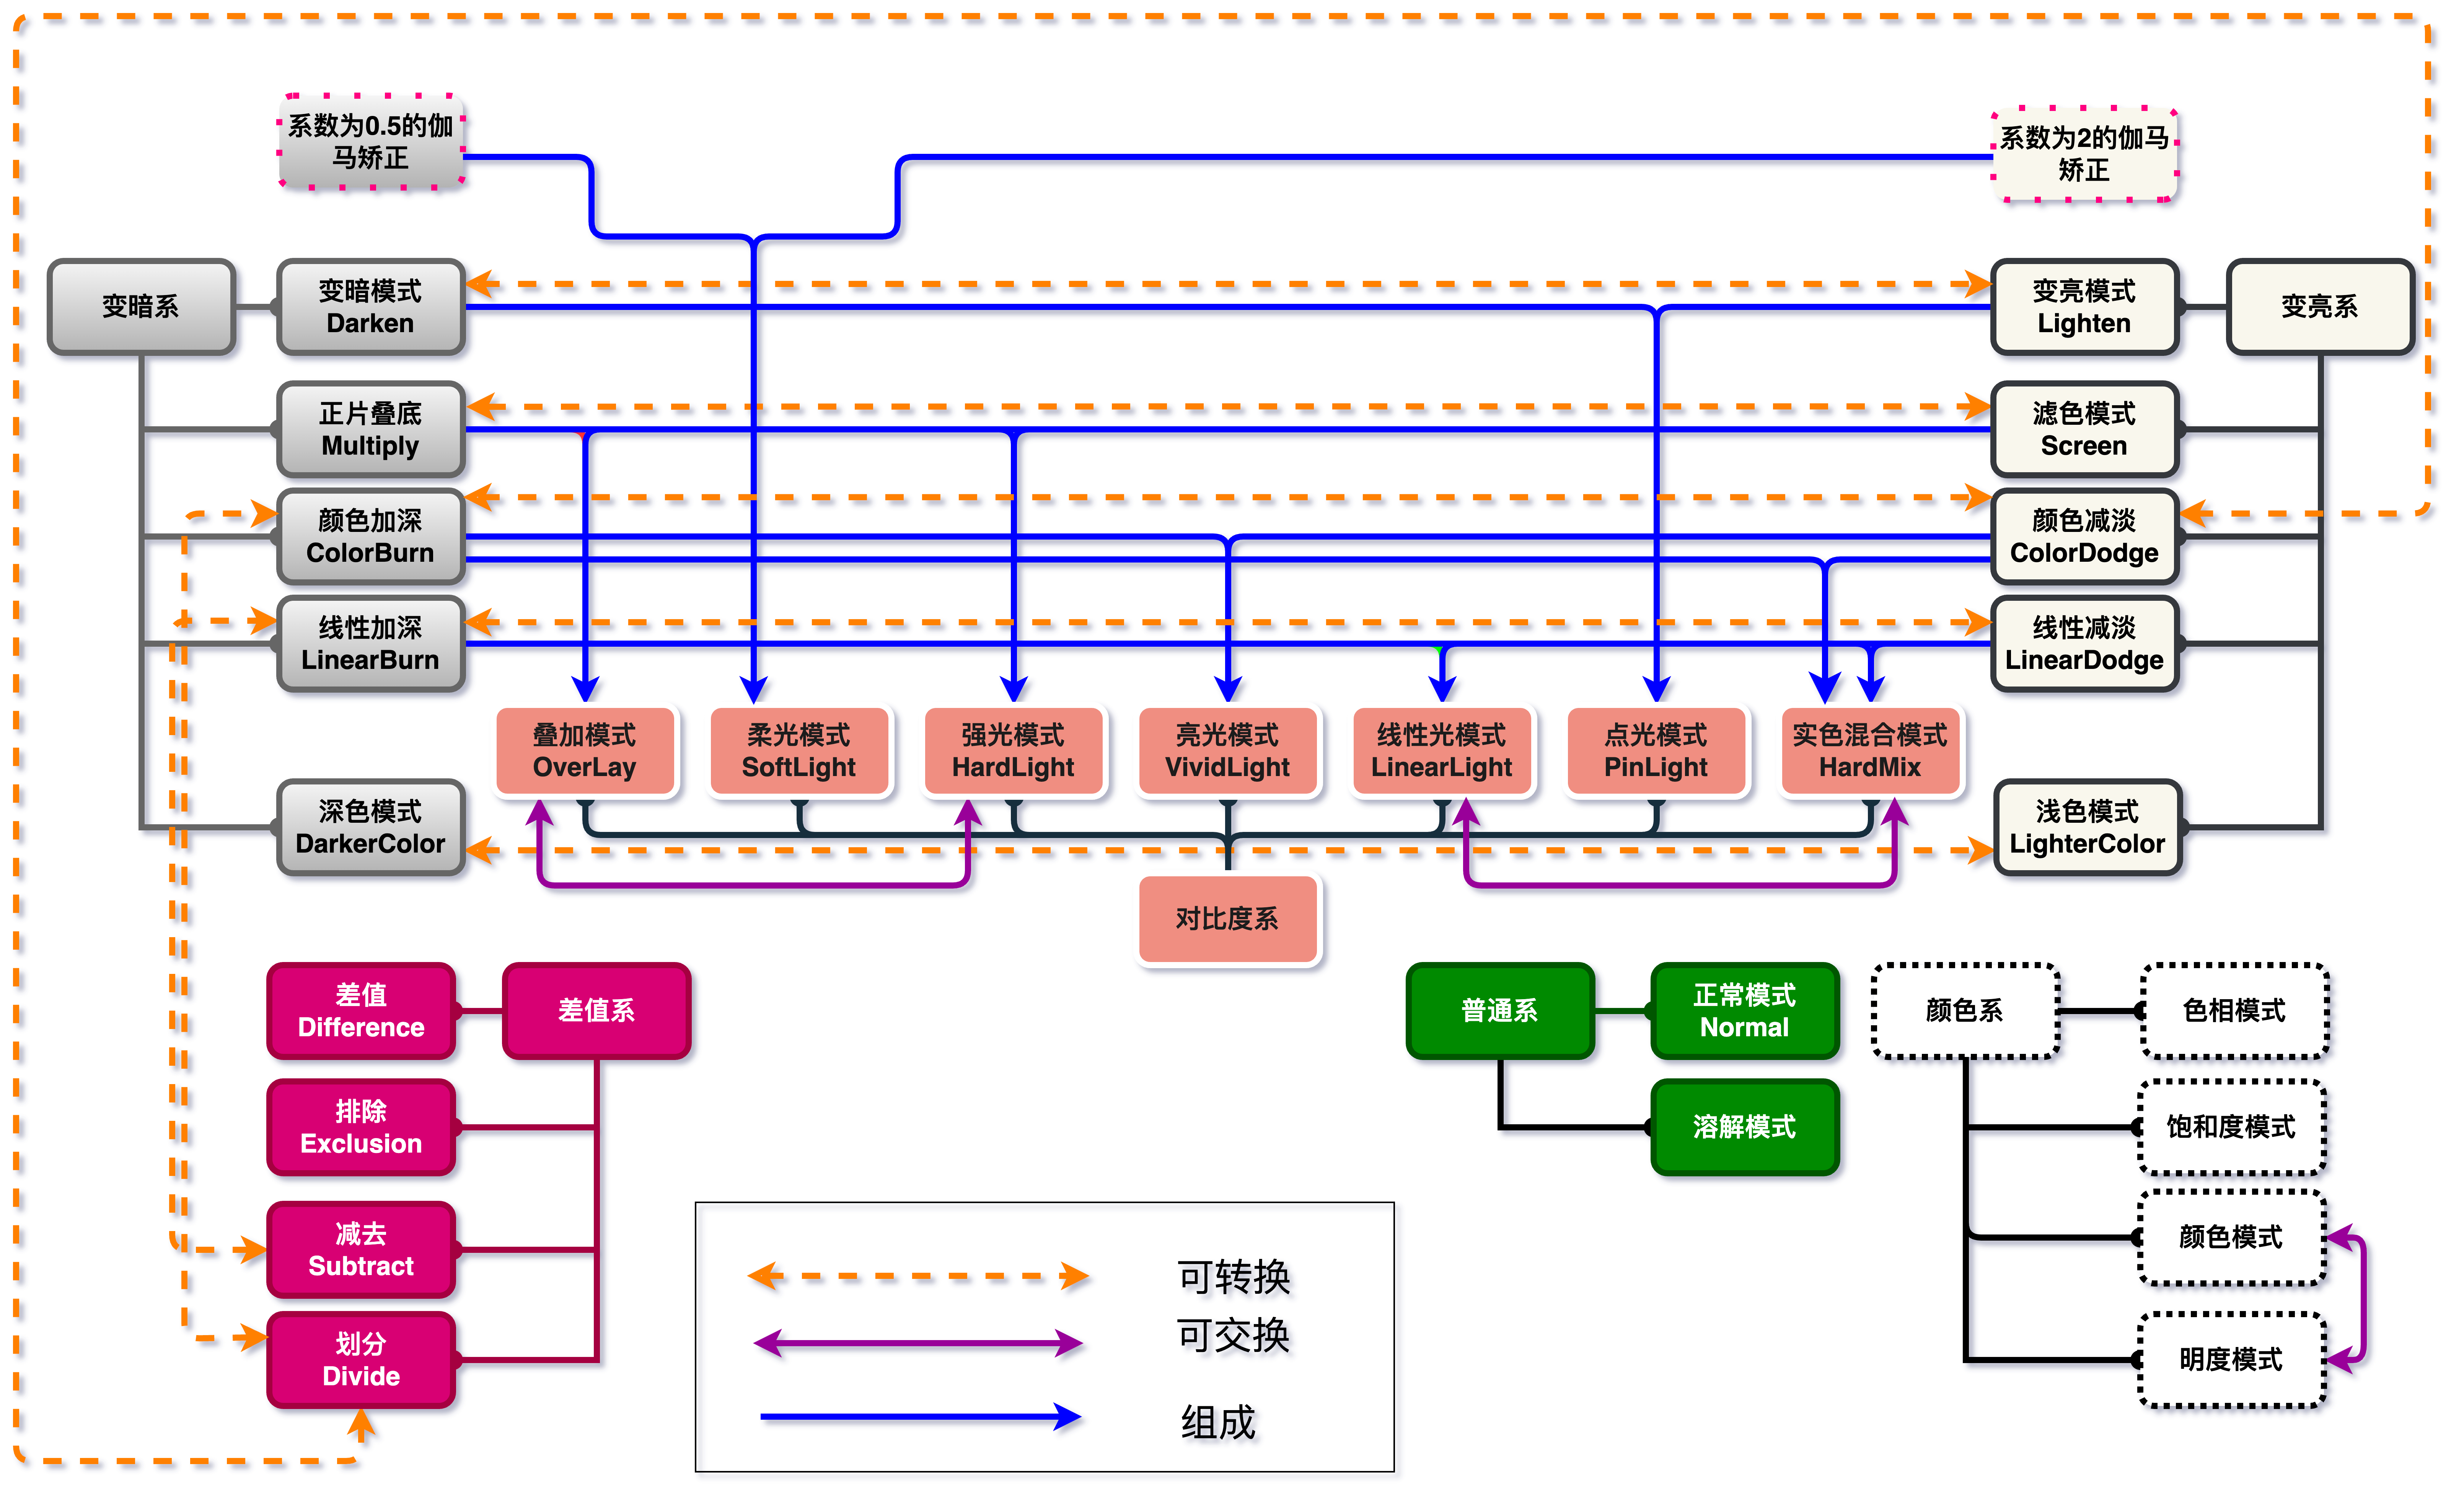 系数为0.5的伽
马矫正
系数为2的伽马
矫正
变暗系
变暗模式
Darken
变亮模式
Lighten
变亮系
正片叠底
Multiply
滤色模式
Screen
颜色加深
ColorBurn
颜色减淡
ColorDodge
线性加深
LinearBurn
线性减淡
LinearDodge
叠加模式
OverLay
柔光模式
SoftLight
强光模式
HardLight
亮光模式
VividLight
线性光模式
LinearLight
点光模式
PinLight
实色混合模式
HardMix
深色模式
DarkerColor
浅色模式
LighterColor
对比度系
差值
Difference
差值系
普通系
正常模式
Normal
颜色系
色相模式
排除
Exclusion
溶解模式
饱和度模式
减去
Subtract
颜色模式
划分
Divide
明度模式
可转换
可交换
组成